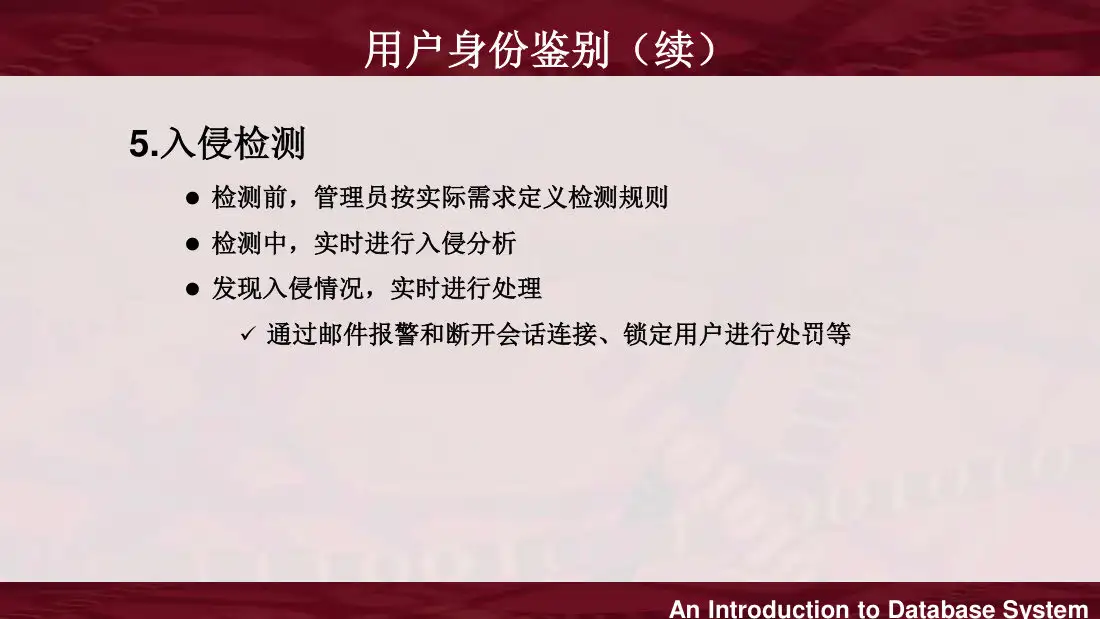 用户身份鉴别（续）
5.入侵检测
● 检测前，管理员按实际需求定义检测规则
● 检测中，实时进行入侵分析
● 发现入侵情况，实时进行处理
✓ 通过邮件报警和断开会话连接、锁定用户进行处罚等
An Introduction to Database System